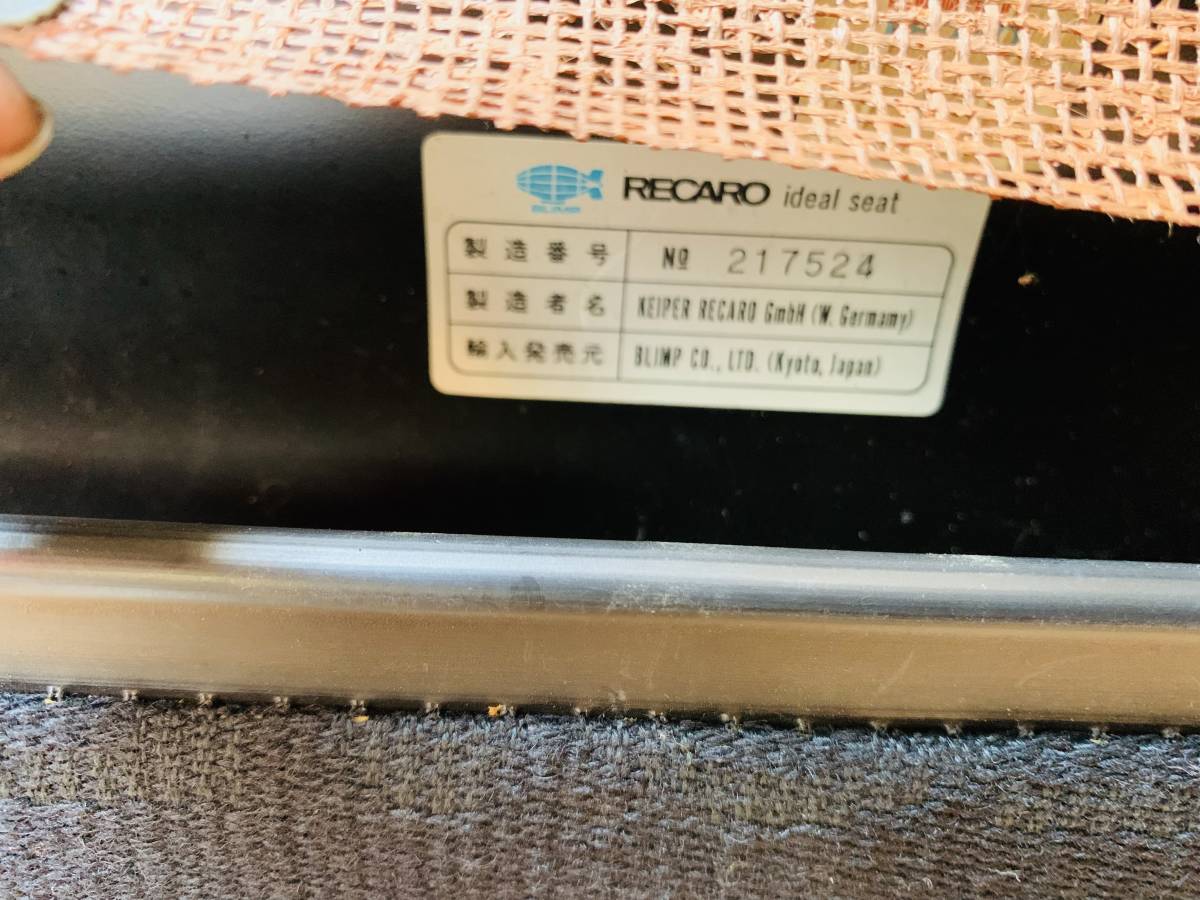 BLIMP
RECARO ideal seat
製造番号 № 217524
製造者名 KEIPER RECARO GmbH (W. Germamy)
輸入発売元 BLIMP CO., LTD. (Kyoto, Japan)